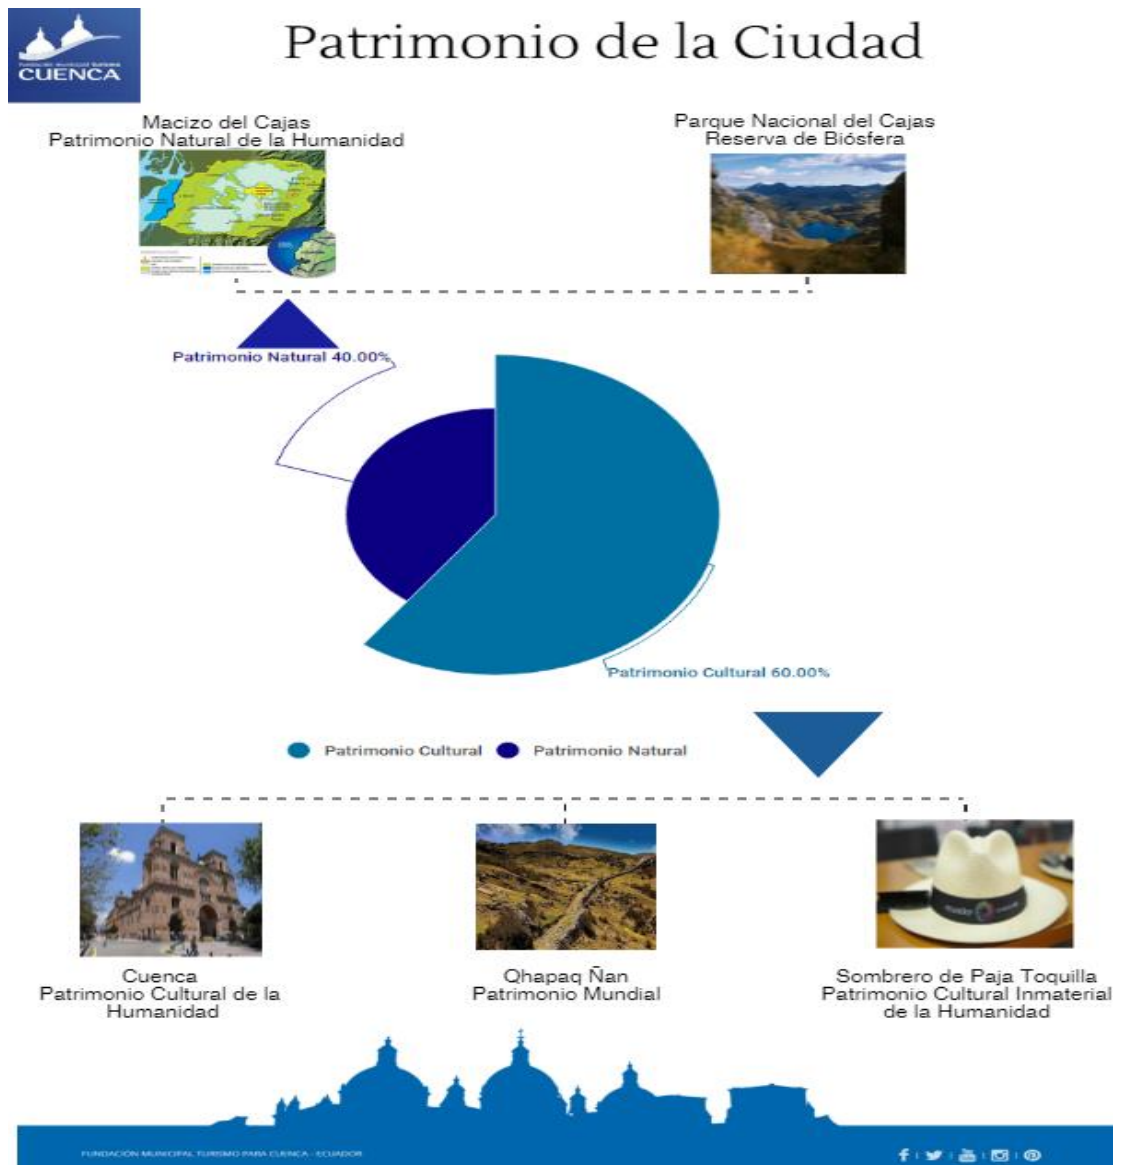 CUENCA
Patrimonio de la Ciudad
Macizo del Cajas
Patrimonio Natural de la Humanidad
Parque Nacional del Cajas
Reserva de Biósfera
Patrimonio Natural 40.00%
Patrimonio Cultural 60.00%
Patrimonio Cultural
Patrimonio Natural
Cuenca
Patrimonio Cultural de la
Humanidad
Qhapaq Ñan
Patrimonio Mundial
Sombrero de Paja Toquilla
Patrimonio Cultural Inmaterial
de la Humanidad
FUNDACIÓN MUNICIPAL TURISMO PARA CUENCA - ECUADOR